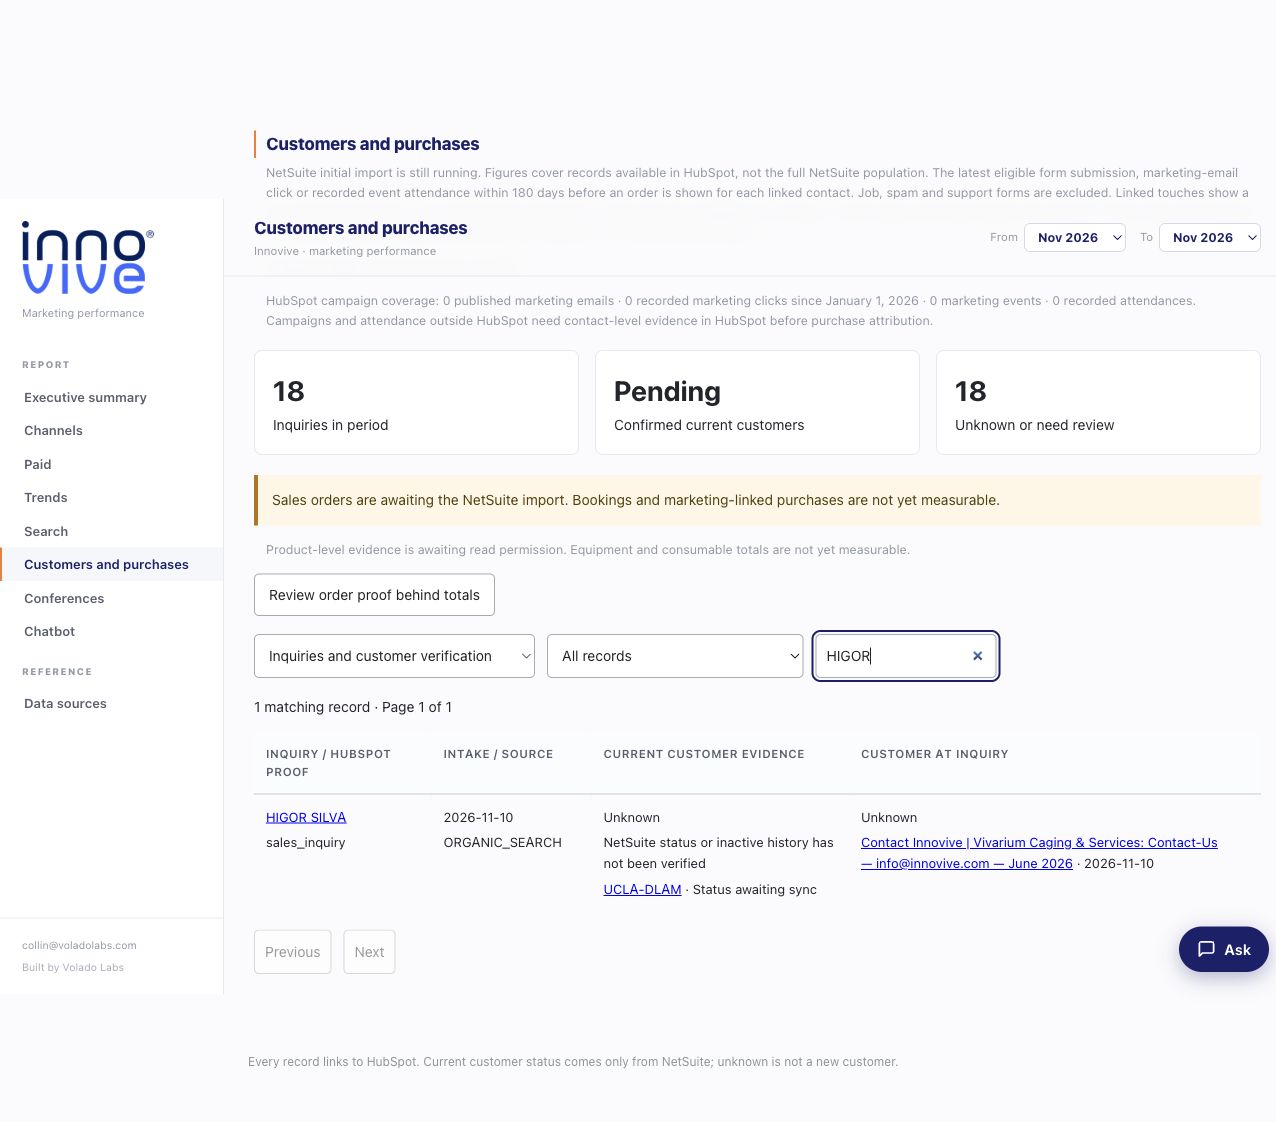 Customers and purchases
NetSuite initial import is still running. Figures cover records available in HubSpot, not the full NetSuite population. The latest eligible form submission, marketing-email
click or recorded event attendance within 180 days before an order is shown for each linked contact. Job, spam and support forms are excluded. Linked touches show a
inno®
vive
Marketing performance
REPORT
Executive summary
Channels
Paid
Trends
Search
Customers and purchases
Conferences
Chatbot
REFERENCE
Data sources
collin@voladolabs.com
Built by Volado Labs
Customers and purchases
Innovive · marketing performance
From Nov 2026 To Nov 2026
HubSpot campaign coverage: 0 published marketing emails · 0 recorded marketing clicks since January 1, 2026 · 0 marketing events · 0 recorded attendances.
Campaigns and attendance outside HubSpot need contact-level evidence in HubSpot before purchase attribution.
18
Inquiries in period
Pending
Confirmed current customers
18
Unknown or need review
Sales orders are awaiting the NetSuite import. Bookings and marketing-linked purchases are not yet measurable.
Product-level evidence is awaiting read permission. Equipment and consumable totals are not yet measurable.
Review order proof behind totals
Inquiries and customer verification
All records
HIGOR
1 matching record · Page 1 of 1
INQUIRY / HUBSPOT
PROOF
INTAKE / SOURCE
CURRENT CUSTOMER EVIDENCE
CUSTOMER AT INQUIRY
HIGOR SILVA
sales_inquiry
2026-11-10
ORGANIC_SEARCH
Unknown
NetSuite status or inactive history has
not been verified
UCLA-DLAM · Status awaiting sync
Unknown
Contact Innovive | Vivarium Caging & Services: Contact-Us
— info@innovive.com — June 2026 · 2026-11-10
Previous
Next
Ask
Every record links to HubSpot. Current customer status comes only from NetSuite; unknown is not a new customer.